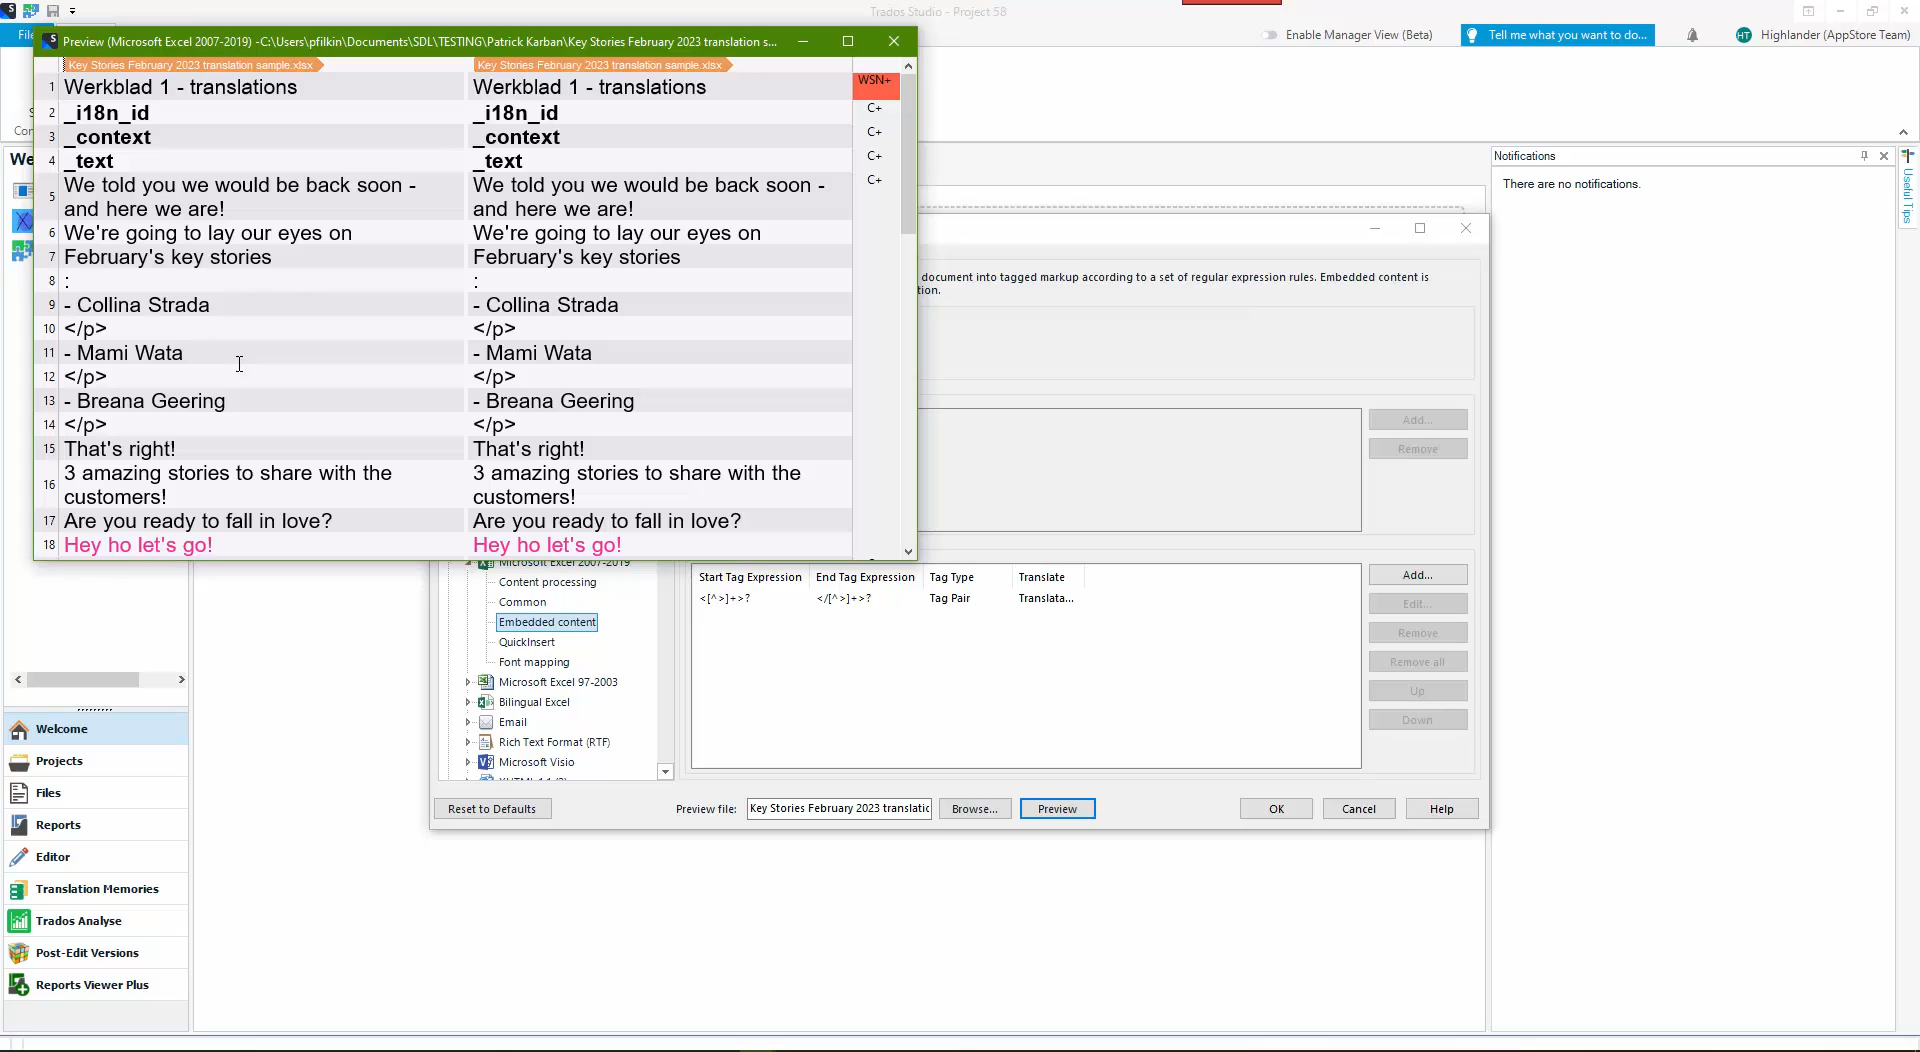 Trados Studio - Project 58
File
Enable Manager View (Beta)
Tell me what you want to do...
HT
Highlander (AppStore Team)
Preview (Microsoft Excel 2007-2019) -C:\Users\pfilkin\Documents\SDL\TESTING\Patrick Karban\Key Stories February 2023 translation s...
Key Stories February 2023 translation sample.xlsx
Key Stories February 2023 translation sample.xlsx
1 Werkblad 1 - translations Werkblad 1 - translations WSN+
2 _i18n_id _i18n_id C+
3 _context _context C+
4 _text _text C+
5 We told you we would be back soon - We told you we would be back soon - C+
and here we are! and here we are!
6 We're going to lay our eyes on We're going to lay our eyes on
7 February's key stories February's key stories
8 : :
9 - Collina Strada - Collina Strada
10 </p> </p>
11 - Mami Wata - Mami Wata
12 </p> </p>
13 - Breana Geering - Breana Geering
14 </p> </p>
15 That's right! That's right!
16 3 amazing stories to share with the 3 amazing stories to share with the
customers! customers!
17 Are you ready to fall in love? Are you ready to fall in love?
18 Hey ho let's go! Hey ho let's go!
We
Con
Notifications
There are no notifications.
Useful Tips
document into tagged markup according to a set of regular expression rules. Embedded content is
tion.
Add...
Remove
Microsoft Excel 2007-2019
Content processing
Common
Embedded content
QuickInsert
Font mapping
Microsoft Excel 97-2003
Bilingual Excel
Email
Rich Text Format (RTF)
Microsoft Visio
Start Tag Expression End Tag Expression Tag Type Translate
<[^>]+>? </[^>]+>? Tag Pair Translata...
Add...
Edit...
Remove
Remove all
Up
Down
Reset to Defaults
Preview file:
Key Stories February 2023 translatic
Browse...
Preview
OK
Cancel
Help
Welcome
Projects
Files
Reports
Editor
Translation Memories
Trados Analyse
Post-Edit Versions
Reports Viewer Plus